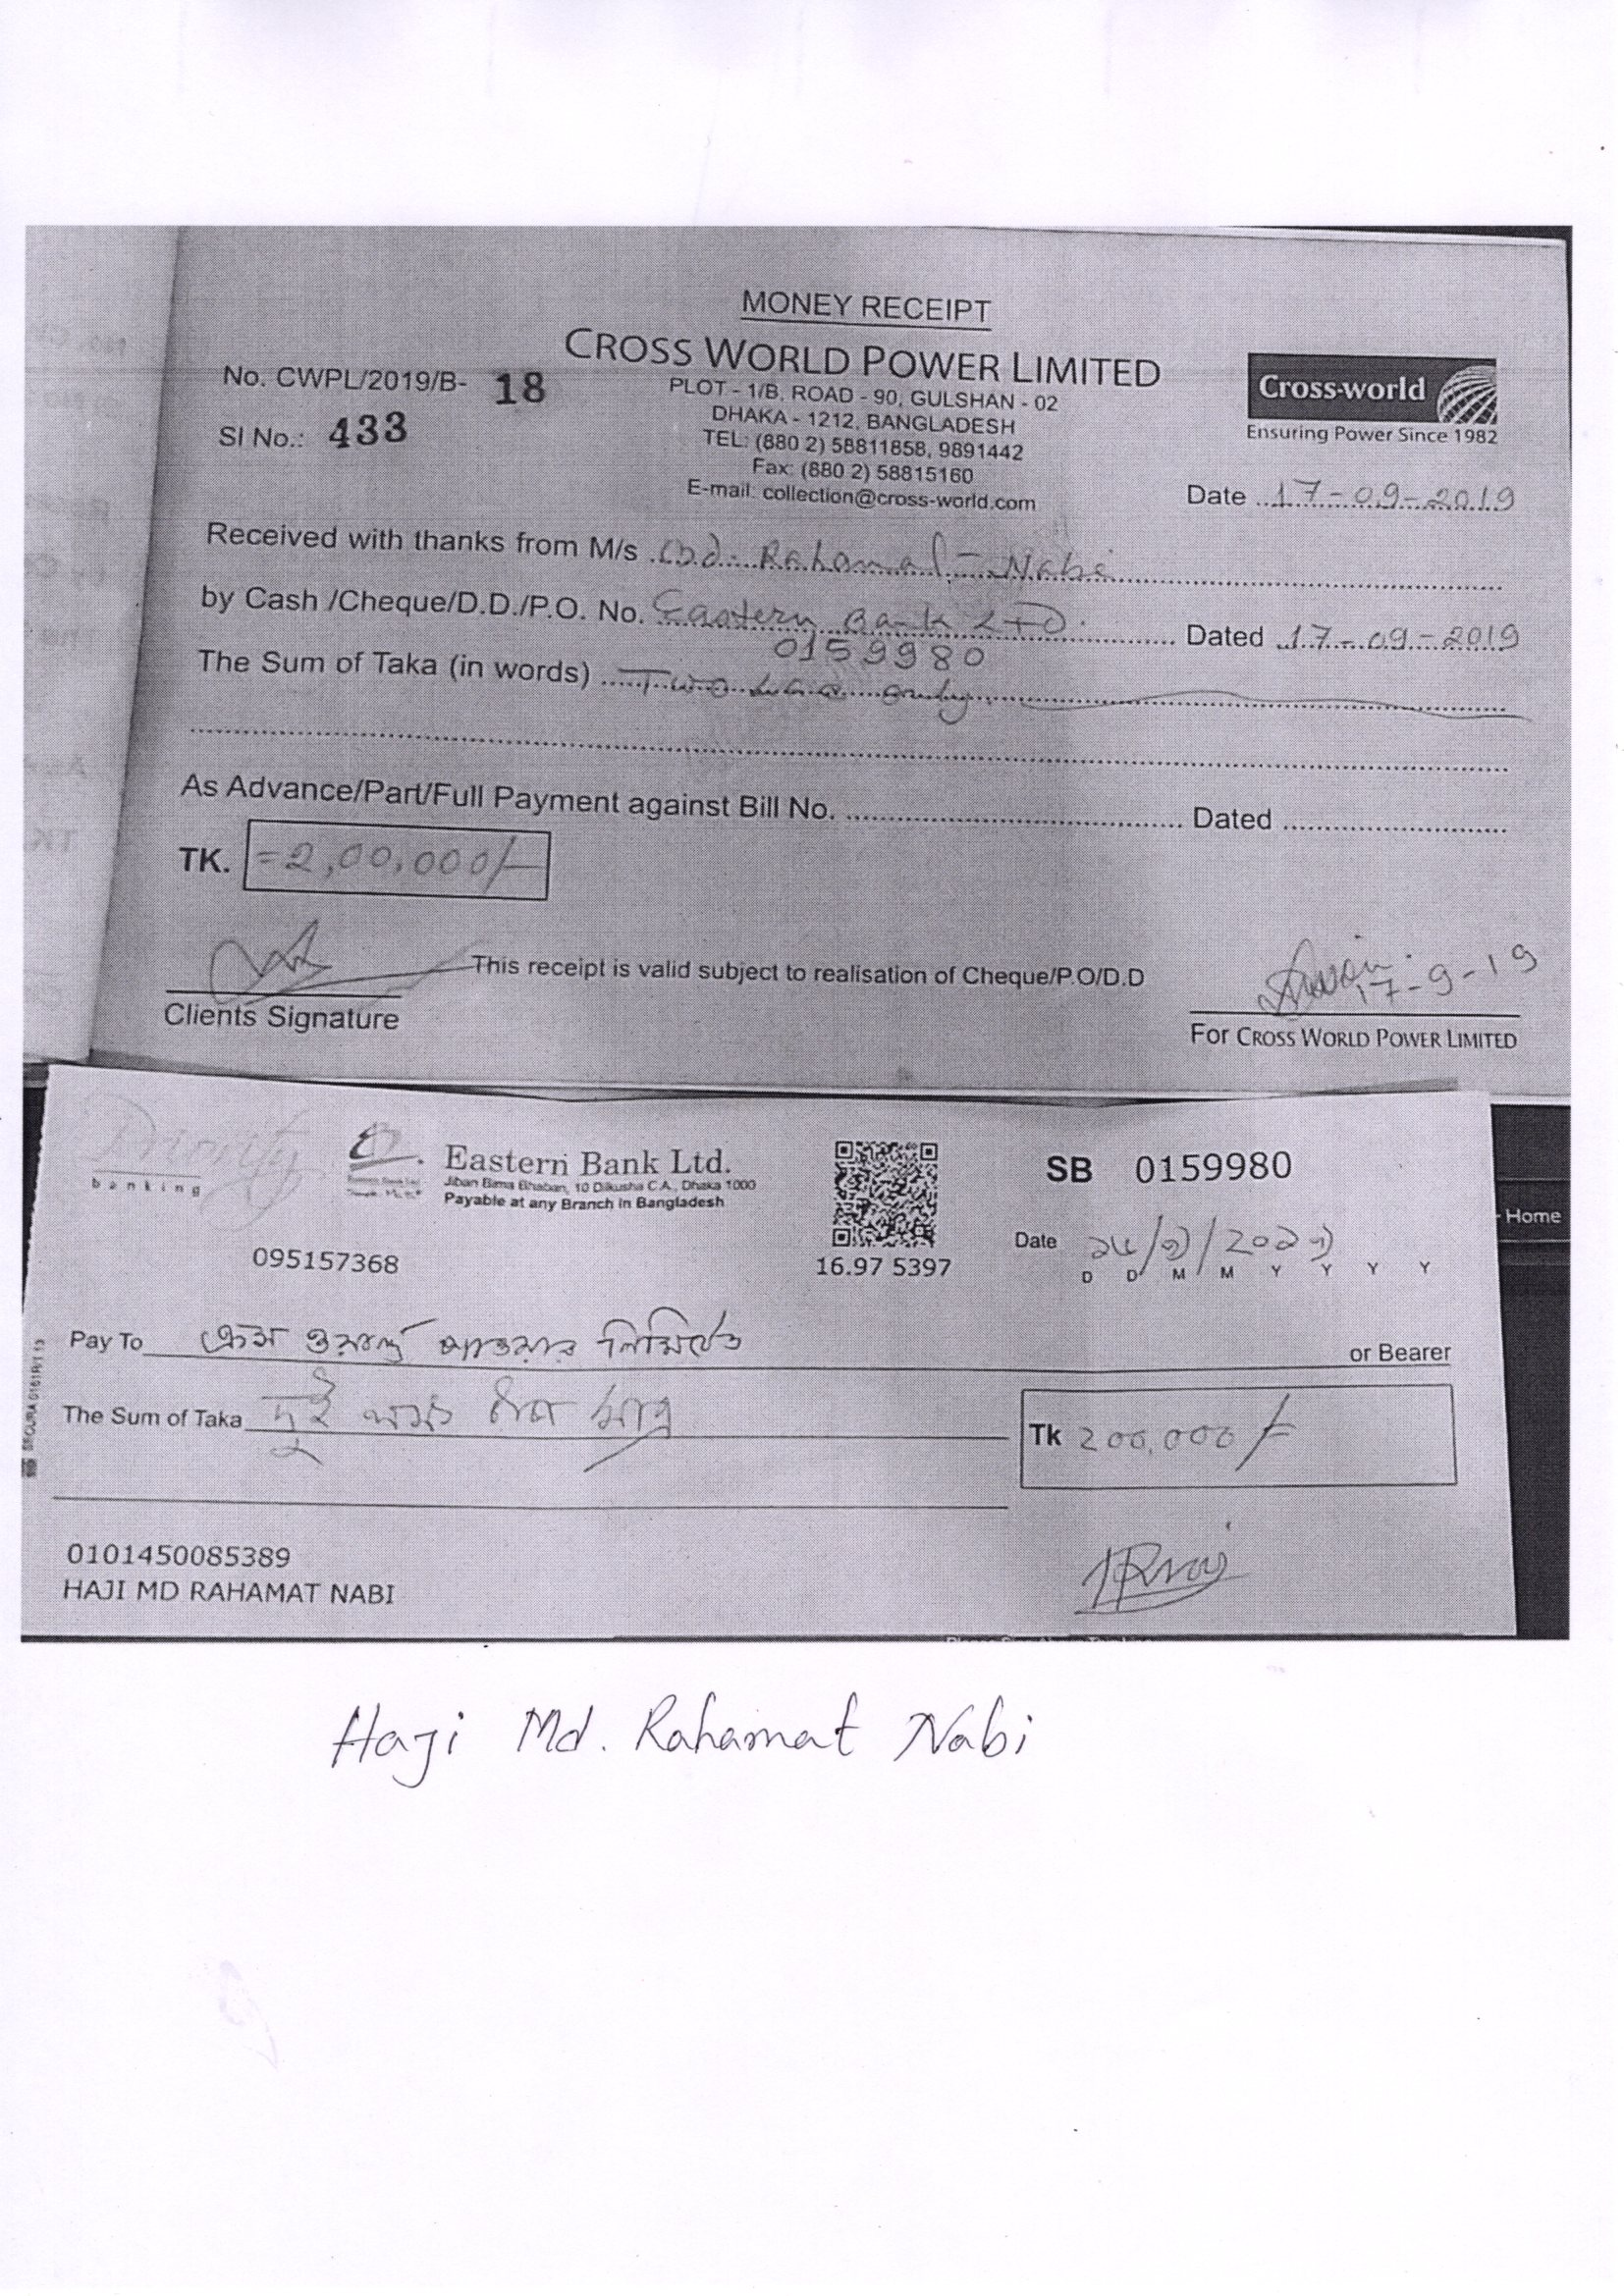 MONEY RECEIPT
CROSS WORLD POWER LIMITED
No. CWPL/2019/B- 18
SI No.: 433
PLOT - 1/B, ROAD - 90, GULSHAN - 02
DHAKA - 1212, BANGLADESH
TEL: (880 2) 58811858, 9891442
Fax: (880 2) 58815160
E-mail: collection@cross-world.com
Cross-world
Ensuring Power Since 1982
Date 17-09-2019
Received with thanks from M/s Rahamat - Nabi
by Cash /Cheque/D.D./P.O. No. Eastern Bank LTD. Dated 17-09-2019
0159980
The Sum of Taka (in words) Two only
As Advance/Part/Full Payment against Bill No. Dated
TK. =2,00,000/-
This receipt is valid subject to realisation of Cheque/P.O/D.D
17-9-19
Clients Signature
For CROSS WORLD POWER LIMITED
Priority
banking
Eastern Bank Ltd.
Jiban Bima Bhaban, 10 Dilkusha C.A., Dhaka 1000
Payable at any Branch in Bangladesh
SB 0159980
Home
095157368
16.97 5397
Date
D D M M Y Y Y Y
Pay To ক্রস ওয়ার্ল্ড পাওয়ার লিমিটেড
or Bearer
The Sum of Taka দুই লক্ষ টাকা মাত্র
Tk 200,000/-
0101450085389
HAJI MD RAHAMAT NABI
Haji Md. Rahamat Nabi